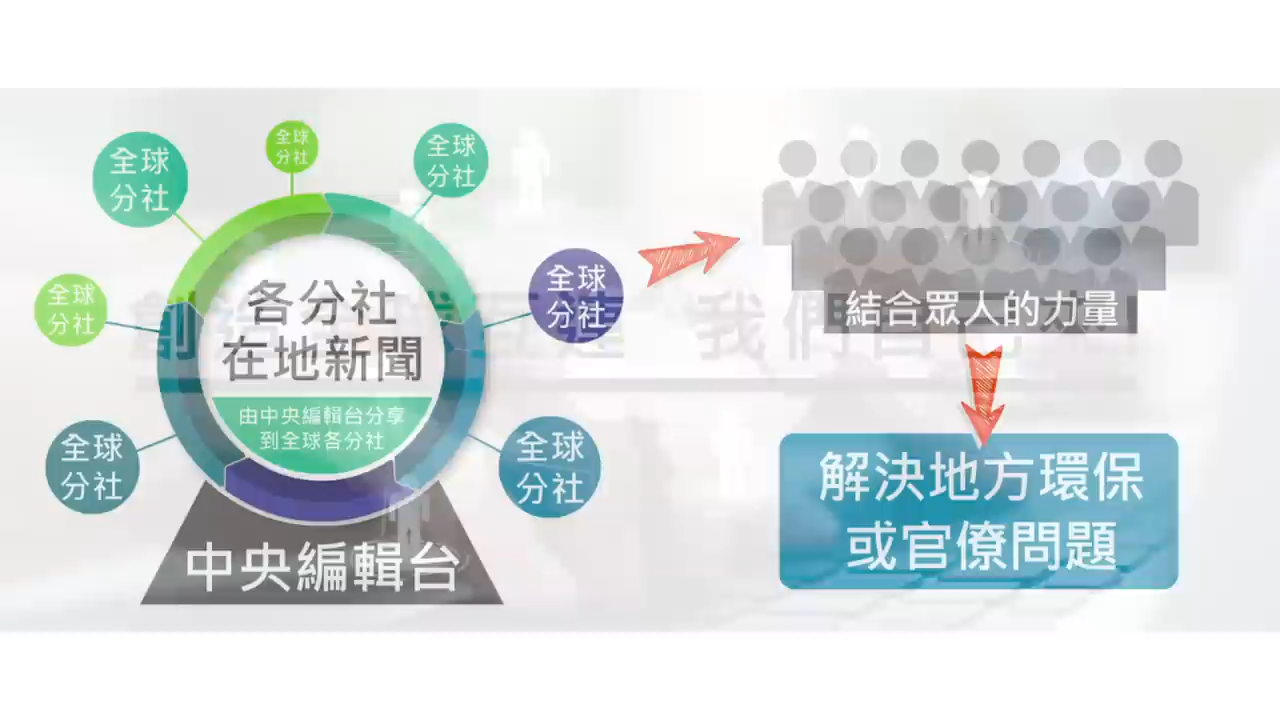 全球
分社
全球
分社
全球
分社
全球
分社
全球
分社
全球
分社
全球
分社
各分社
在地新聞
由中央編輯台分享
到全球各分社
中央編輯台
結合眾人的力量
解決地方環保
或官僚問題